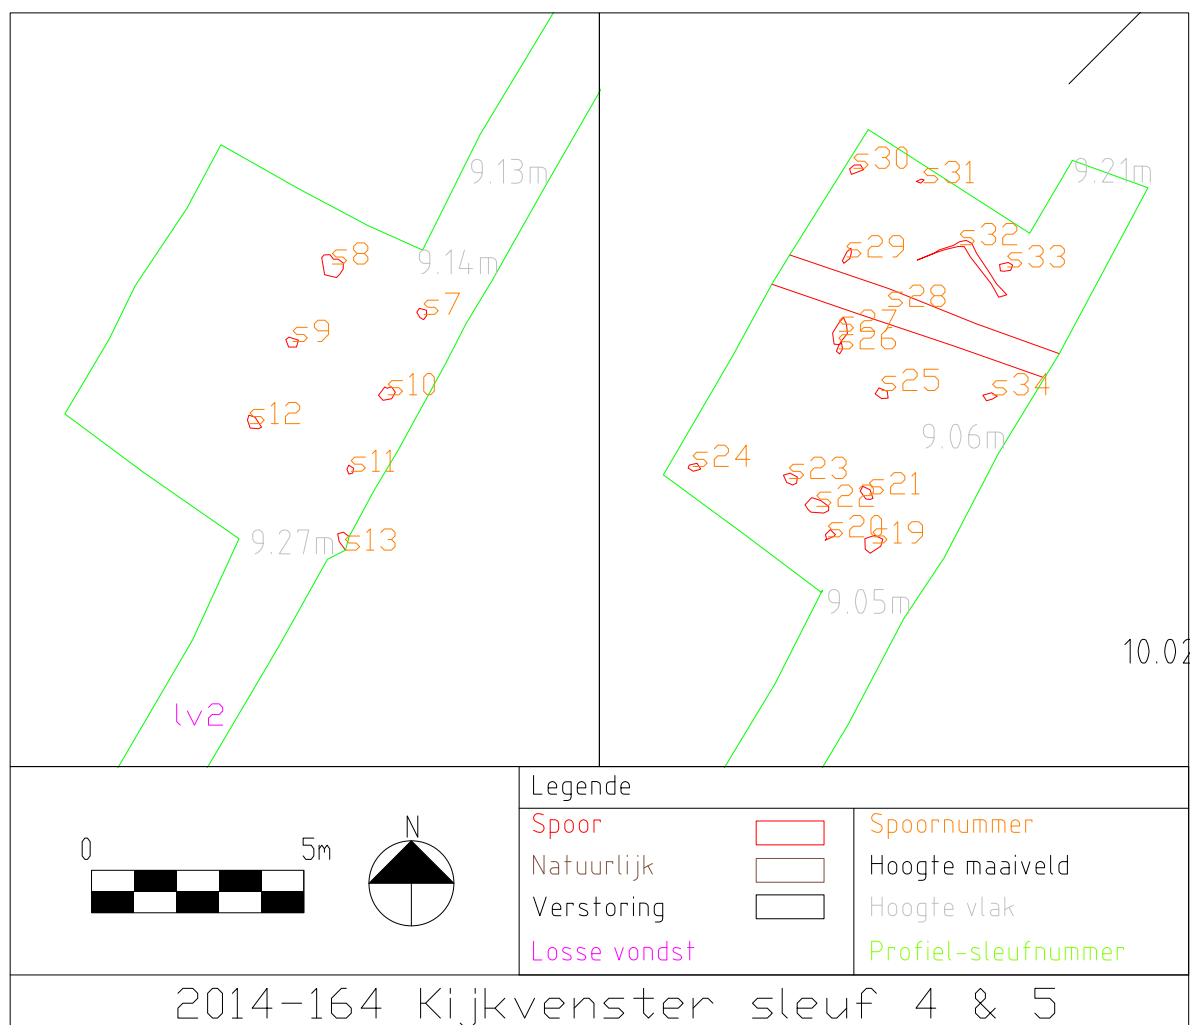 9.13m
s8
9.14m
s7
s9
s10
s12
s11
9.27m
s13
lv2
s30
s31
9.21m
s32
s29
s33
s28
s27
s26
s25
s34
9.06m
s24
s23
s21
s22
s20
s19
9.05m
10.02
0
5m
N
Legende
Spoor
Natuurlijk
Verstoring
Losse vondst
Spoornummer
Hoogte maaiveld
Hoogte vlak
Profiel-sleufnummer
2014-164 Kijkvenster sleuf 4 & 5